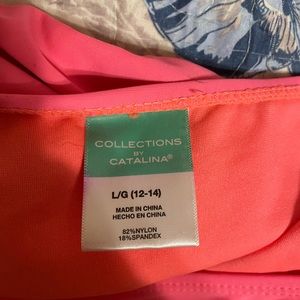 COLLECTIONS
BY
CATALINA®
L/G (12-14)
MADE IN CHINA
HECHO EN CHINA
82%NYLON
18%SPANDEX